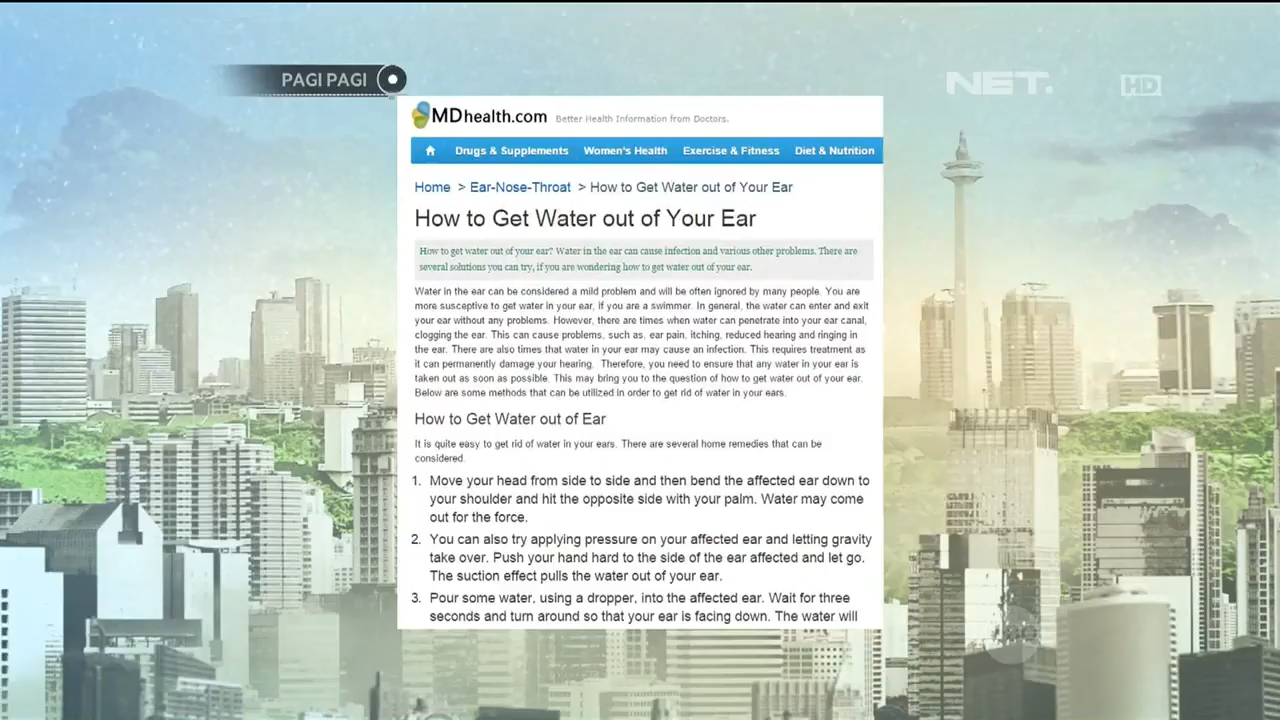 PAGI PAGI
NET.
HD
MDhealth.com Better Health Information from Doctors.
Drugs & Supplements Women's Health Exercise & Fitness Diet & Nutrition
Home > Ear-Nose-Throat > How to Get Water out of Your Ear
How to Get Water out of Your Ear
How to get water out of your ear? Water in the ear can cause infection and various other problems. There are
several solutions you can try, if you are wondering how to get water out of your ear.
Water in the ear can be considered a mild problem and will be often ignored by many people. You are
more susceptive to get water in your ear, if you are a swimmer. In general, the water can enter and exit
your ear without any problems. However, there are times when water can penetrate into your ear canal,
clogging the ear. This can cause problems, such as, ear pain, itching, reduced hearing and ringing in
the ear. There are also times that water in your ear may cause an infection. This requires treatment as
it can permanently damage your hearing. Therefore, you need to ensure that any water in your ear is
taken out as soon as possible. This may bring you to the question of how to get water out of your ear.
Below are some methods that can be utilized in order to get rid of water in your ears.
How to Get Water out of Ear
It is quite easy to get rid of water in your ears. There are several home remedies that can be
considered.
1. Move your head from side to side and then bend the affected ear down to
your shoulder and hit the opposite side with your palm. Water may come
out for the force.
2. You can also try applying pressure on your affected ear and letting gravity
take over. Push your hand hard to the side of the ear affected and let go.
The suction effect pulls the water out of your ear.
3. Pour some water, using a dropper, into the affected ear. Wait for three
seconds and turn around so that your ear is facing down. The water will